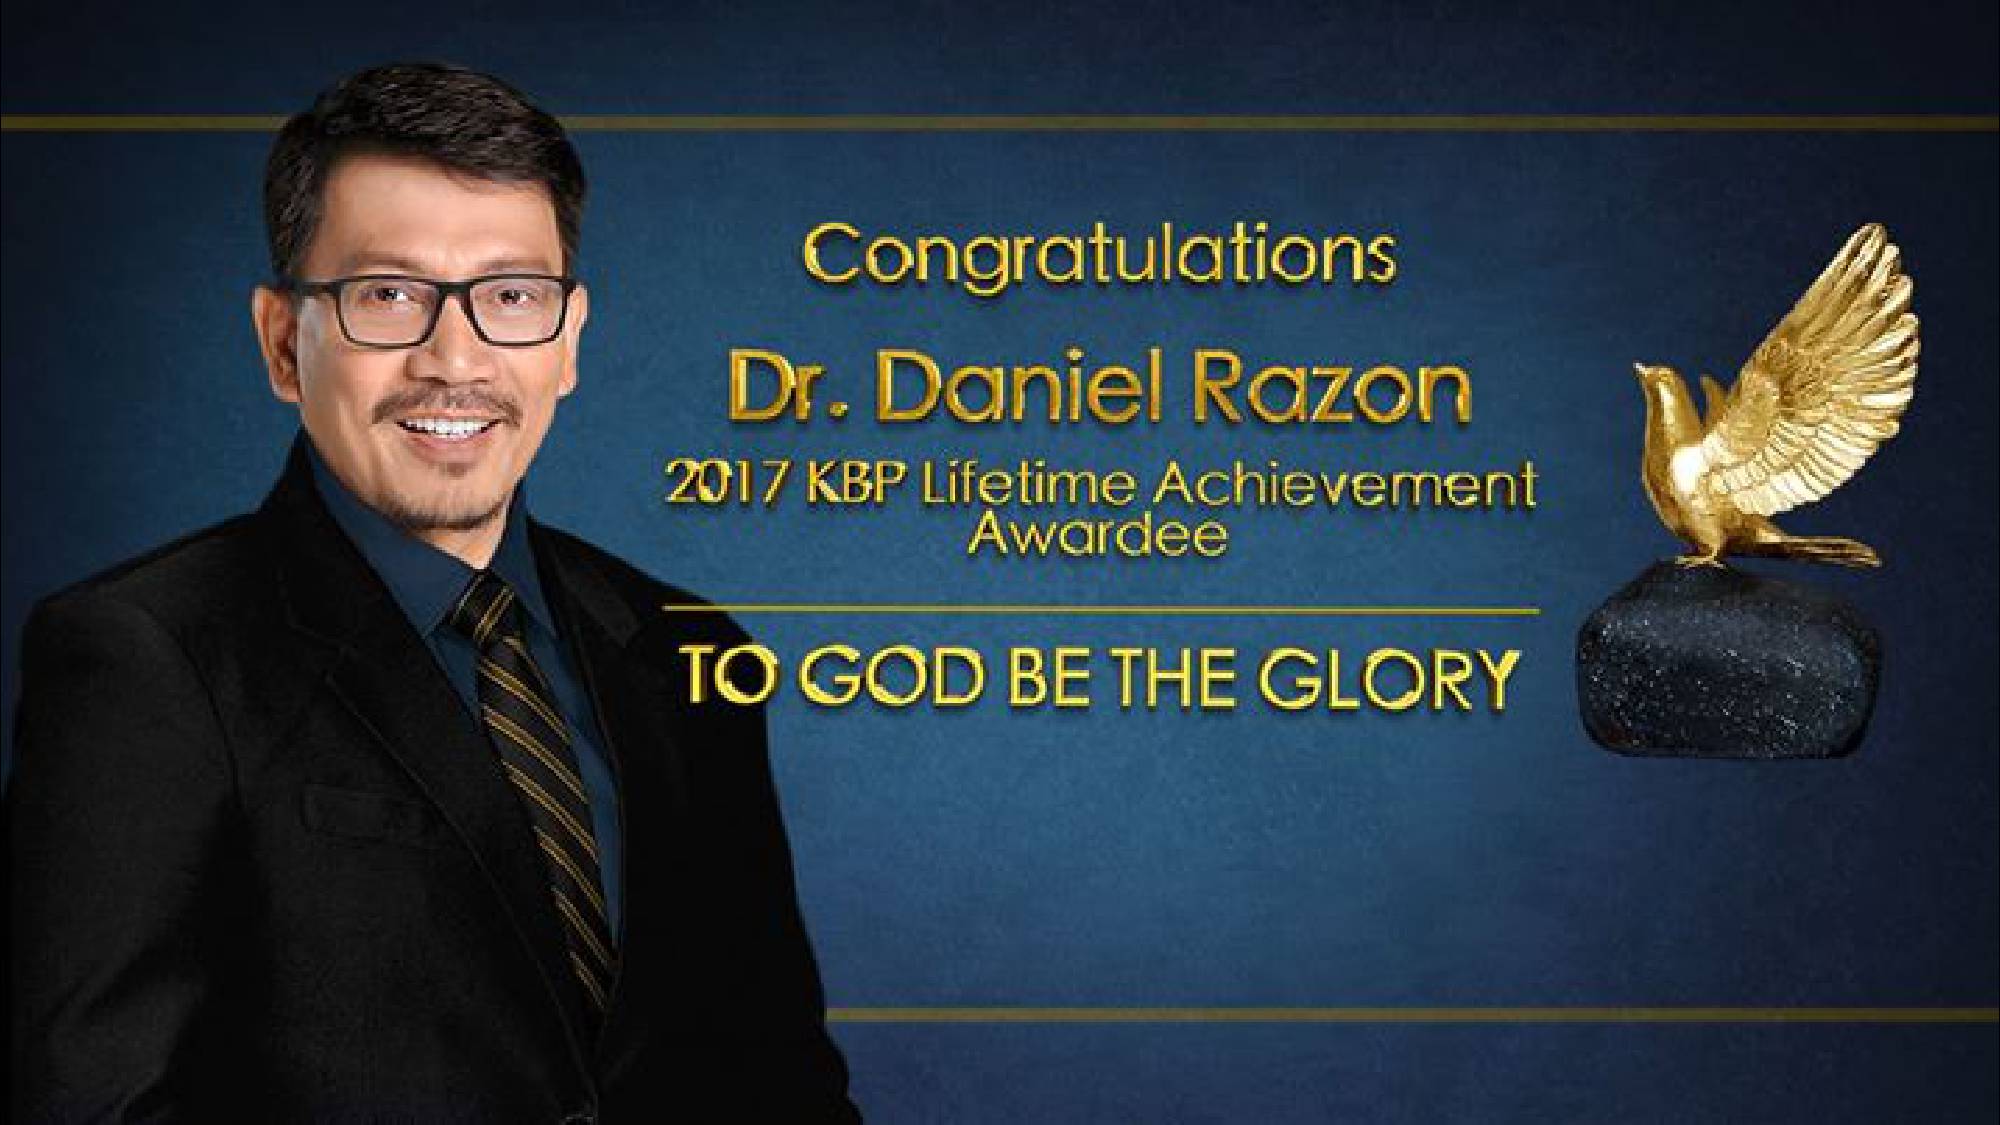 Congratulations
Dr. Daniel Razon
2017 KBP Lifetime Achievement
Awardee
TO GOD BE THE GLORY